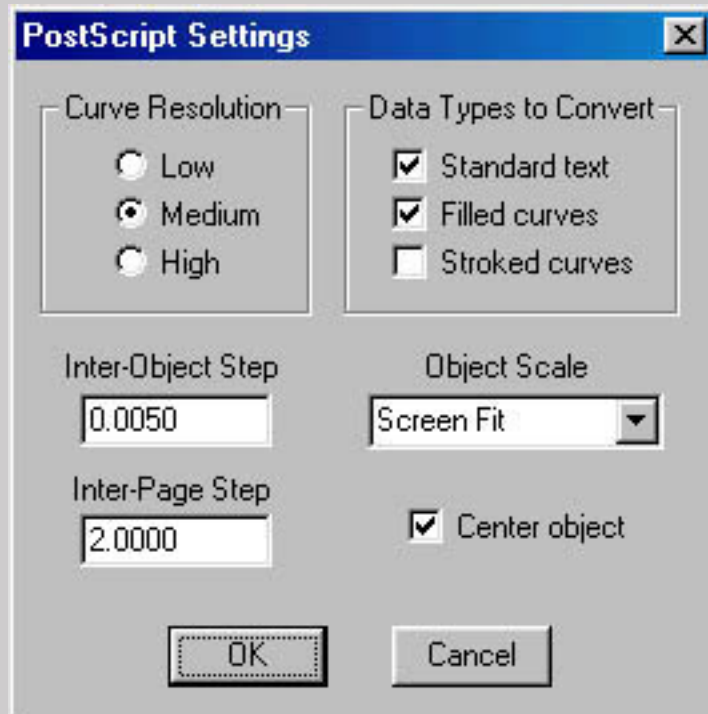 PostScript Settings
Curve Resolution
Low
Medium
High
Data Types to Convert
Standard text
Filled curves
Stroked curves
Inter-Object Step
0.0050
Object Scale
Screen Fit
Inter-Page Step
2.0000
Center object
OK
Cancel